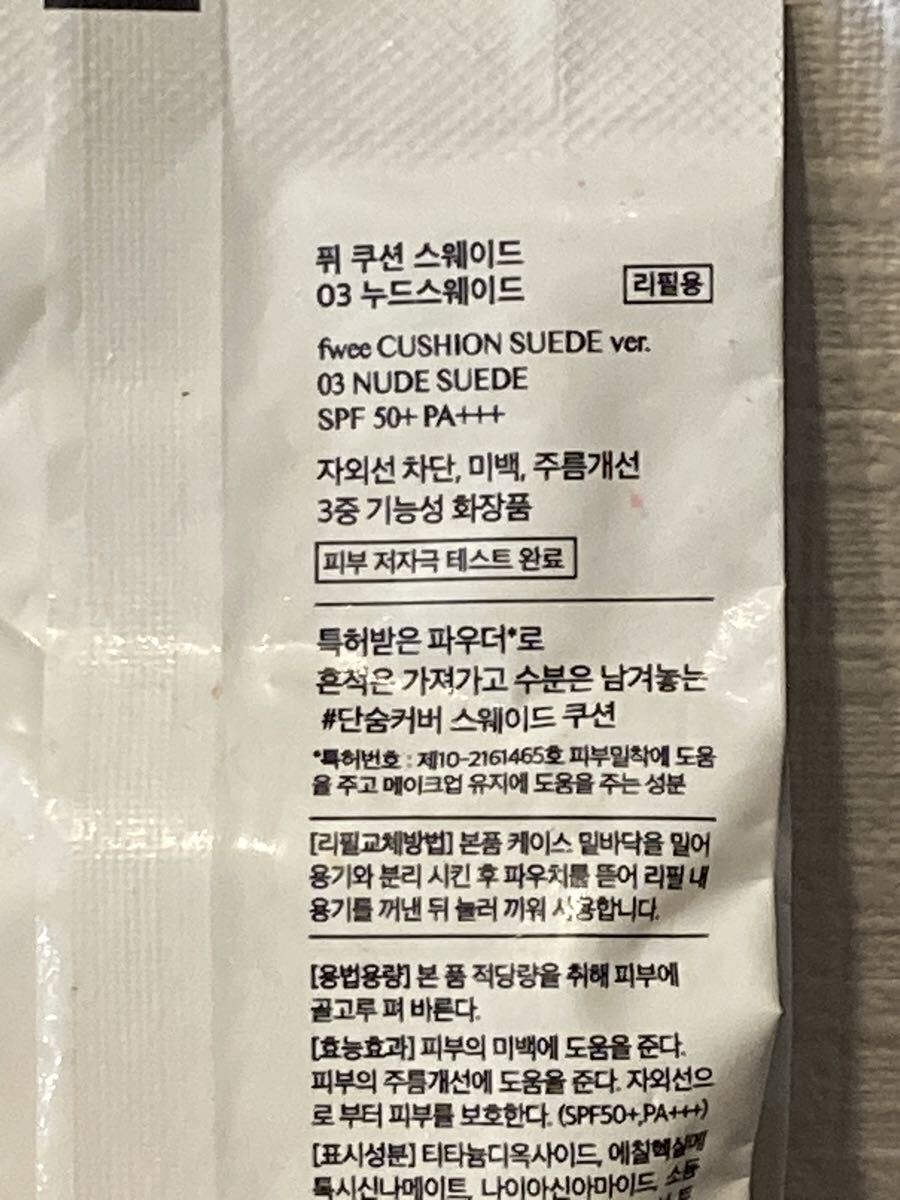 퓌 쿠션 스웨이드
03 누드스웨이드
리필용
fwee CUSHION SUEDE ver.
03 NUDE SUEDE
SPF 50+ PA+++
자외선 차단, 미백, 주름개선
3중 기능성 화장품
피부 저자극 테스트 완료
특허받은 파우더*로
흔적은 가져가고 수분은 남겨놓는
#단숨커버 스웨이드 쿠션
*특허번호 : 제10-2161465호 피부밀착에 도움
을 주고 메이크업 유지에 도움을 주는 성분
[리필교체방법] 본품 케이스 밑바닥을 밀어
용기와 분리 시킨 후 파우치를 뜯어 리필 내
용기를 꺼낸 뒤 눌러 끼워 사용합니다.
[용법용량] 본 품 적당량을 취해 피부에
골고루 펴 바른다.
[효능효과] 피부의 미백에 도움을 준다.
피부의 주름개선에 도움을 준다. 자외선으
로 부터 피부를 보호한다. (SPF50+,PA+++)
[표시성분] 티타늄디옥사이드, 에칠헥실메
톡시신나메이트, 나이아신아마이드, 소듐